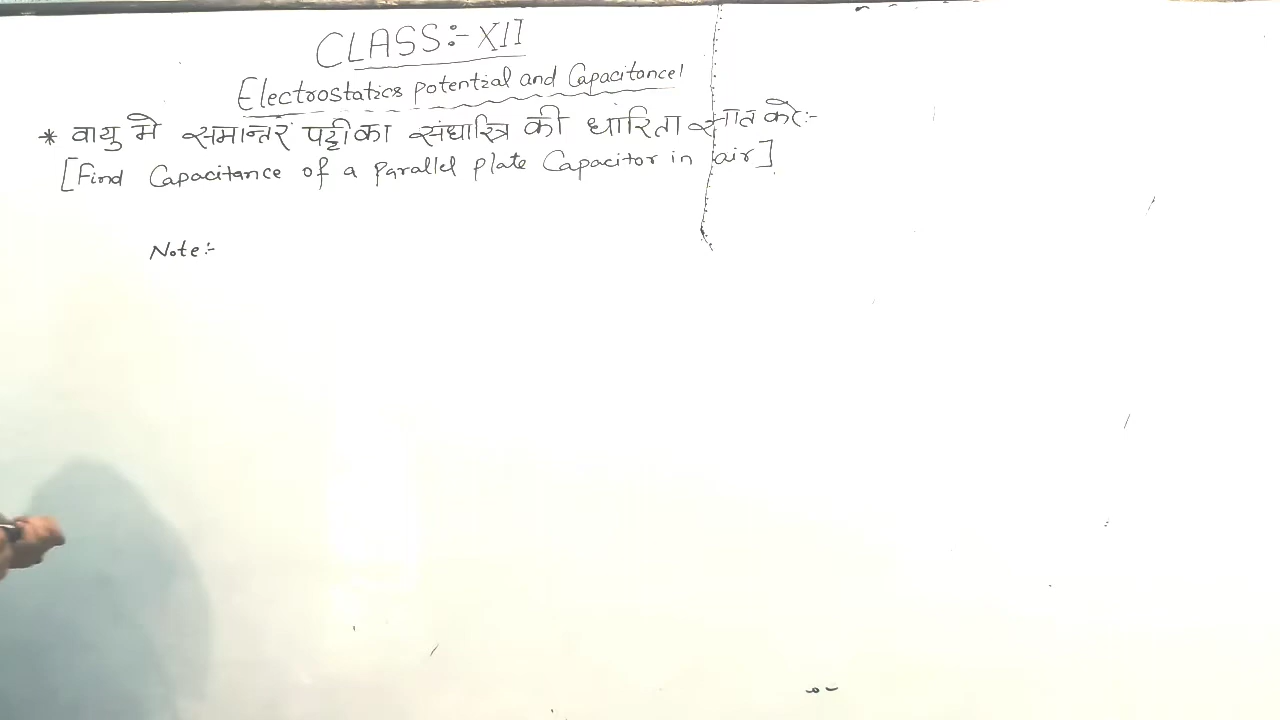 CLASS:- XII
Electrostatics potential and Capacitance
* वायु मे समान्तर पट्टीका संधारित्र की धारिता ज्ञात करे:-
[Find Capacitance of a parallel plate Capacitor in air]
Note:-